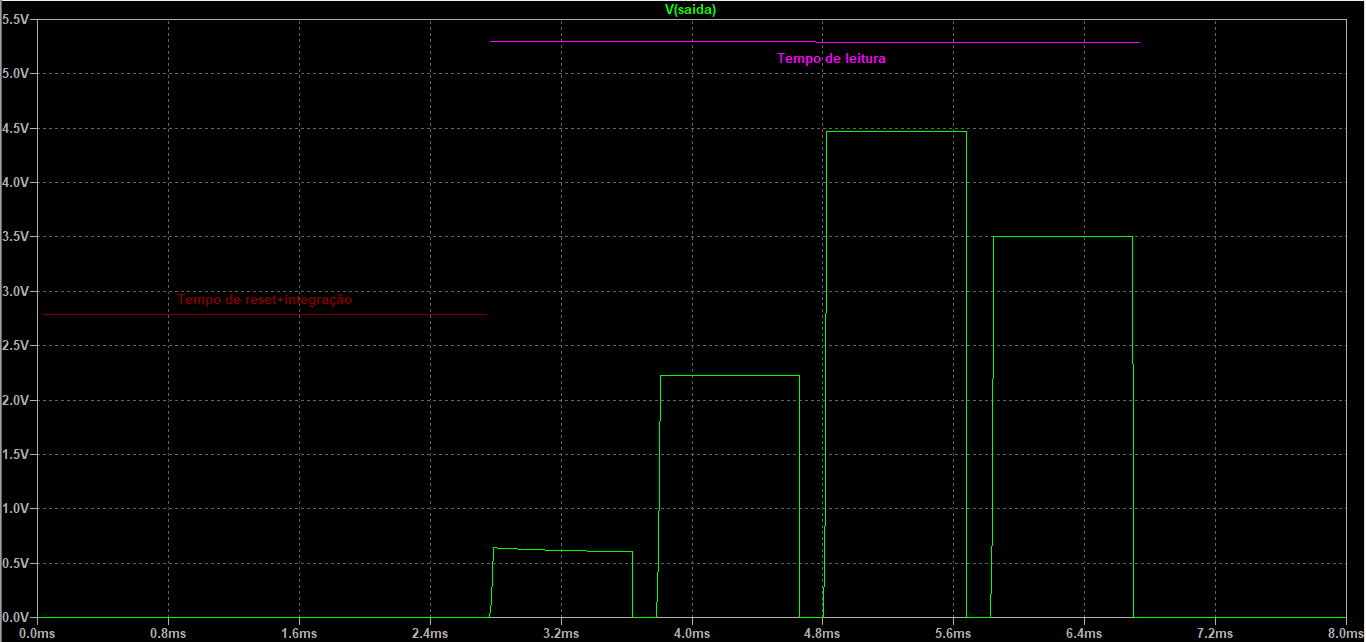 V(saida)
5.5V
Tempo de leitura
5.0V
4.5V
4.0V
3.5V
Tempo de reset+integração
3.0V
2.5V
2.0V
1.5V
1.0V
0.5V
0.0V
0.0ms 0.8ms 1.6ms 2.4ms 3.2ms 4.0ms 4.8ms 5.6ms 6.4ms 7.2ms 8.0ms